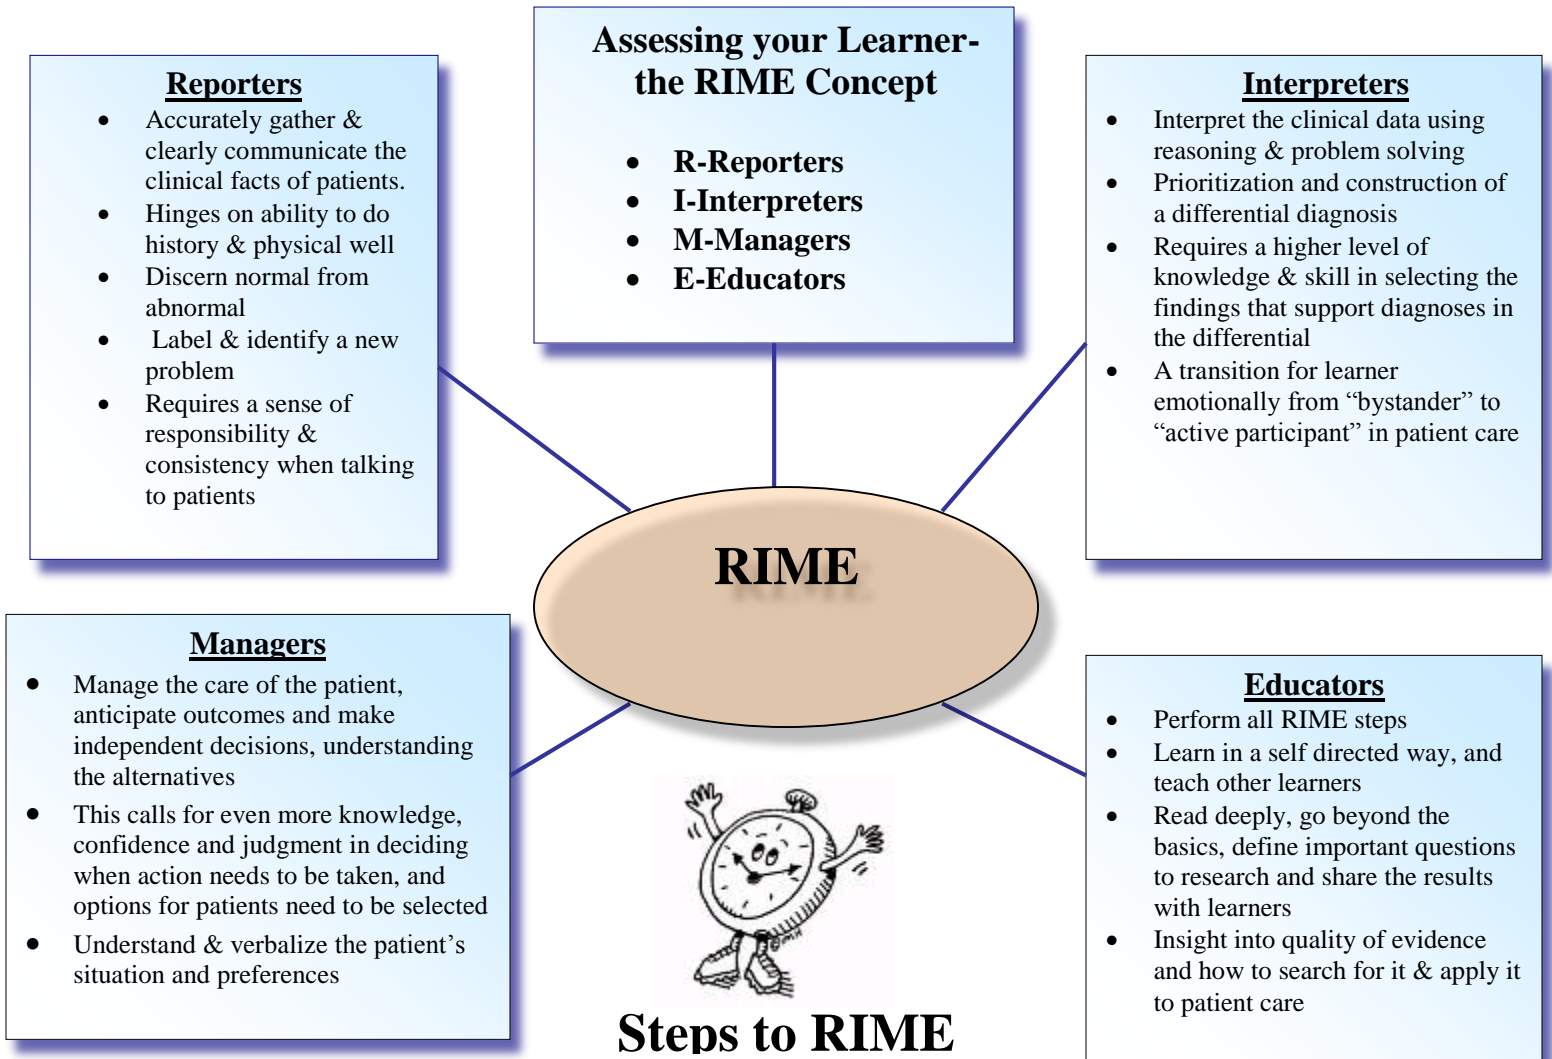 Assessing your Learner-
the RIME Concept
• R-Reporters
• I-Interpreters
• M-Managers
• E-Educators
Reporters
• Accurately gather &
clearly communicate the
clinical facts of patients.
• Hinges on ability to do
history & physical well
• Discern normal from
abnormal
• Label & identify a new
problem
• Requires a sense of
responsibility &
consistency when talking
to patients
Interpreters
• Interpret the clinical data using
reasoning & problem solving
• Prioritization and construction of
a differential diagnosis
• Requires a higher level of
knowledge & skill in selecting the
findings that support diagnoses in
the differential
• A transition for learner
emotionally from “bystander” to
“active participant” in patient care
RIME
Managers
• Manage the care of the patient,
anticipate outcomes and make
independent decisions, understanding
the alternatives
• This calls for even more knowledge,
confidence and judgment in deciding
when action needs to be taken, and
options for patients need to be selected
• Understand & verbalize the patient’s
situation and preferences
Educators
• Perform all RIME steps
• Learn in a self directed way, and
teach other learners
• Read deeply, go beyond the
basics, define important questions
to research and share the results
with learners
• Insight into quality of evidence
and how to search for it & apply it
to patient care
Steps to RIME